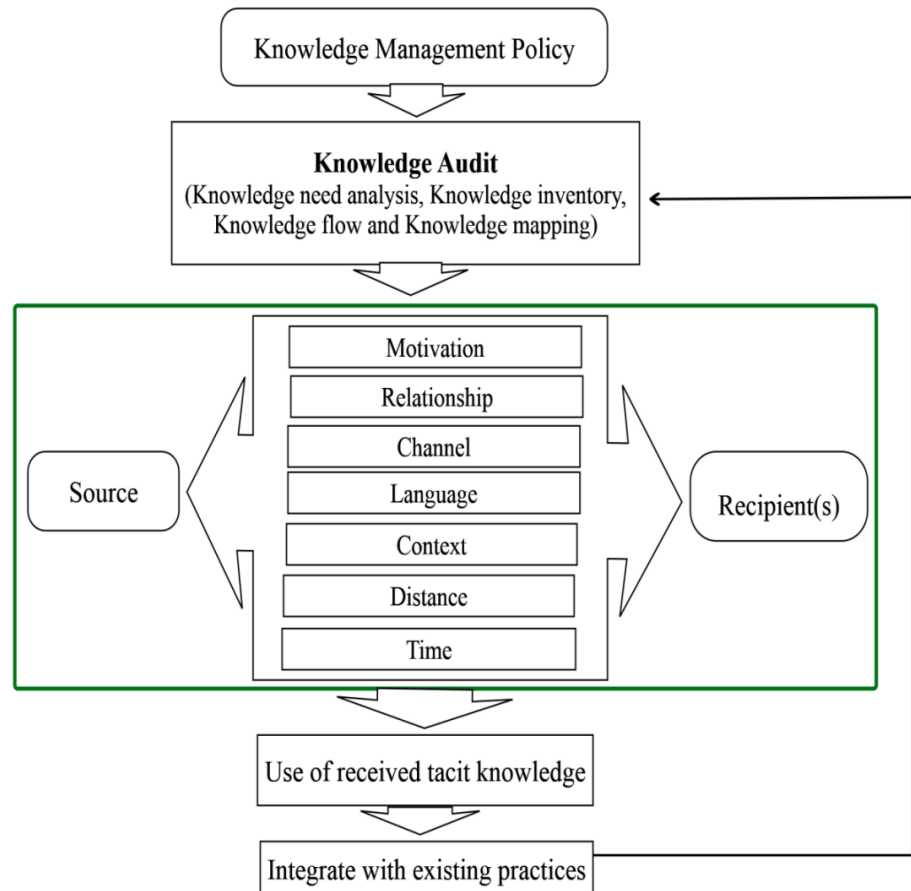 Knowledge Management Policy
Knowledge Audit
(Knowledge need analysis, Knowledge inventory,
Knowledge flow and Knowledge mapping)
Motivation
Relationship
Channel
Language
Context
Distance
Time
Source
Recipient(s)
Use of received tacit knowledge
Integrate with existing practices